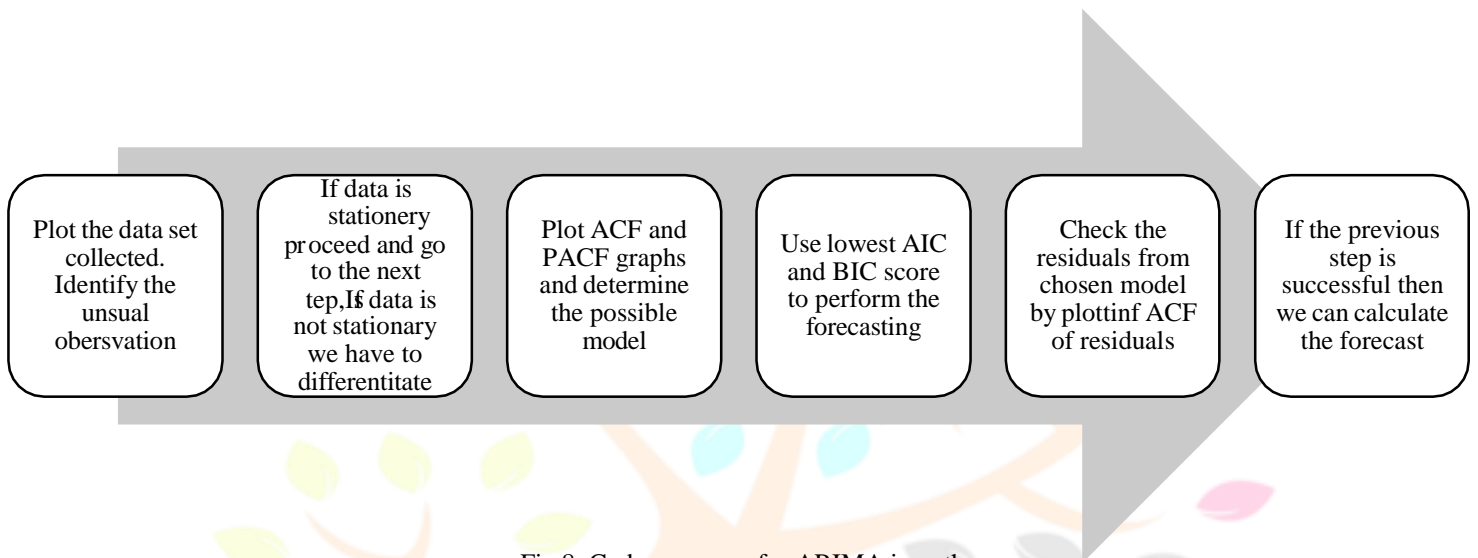 Plot the data set
collected.
Identify the
unsual
obersvation
If data is
stationery
proceed and go
to the next
tep,If data is
not stationary
we have to
differentitate
Plot ACF and
PACF graphs
and determine
the possible
model
Use lowest AIC
and BIC score
to perform the
forecasting
Check the
residuals from
chosen model
by plottinf ACF
of residuals
If the previous
step is
successful then
we can calculate
the forecast